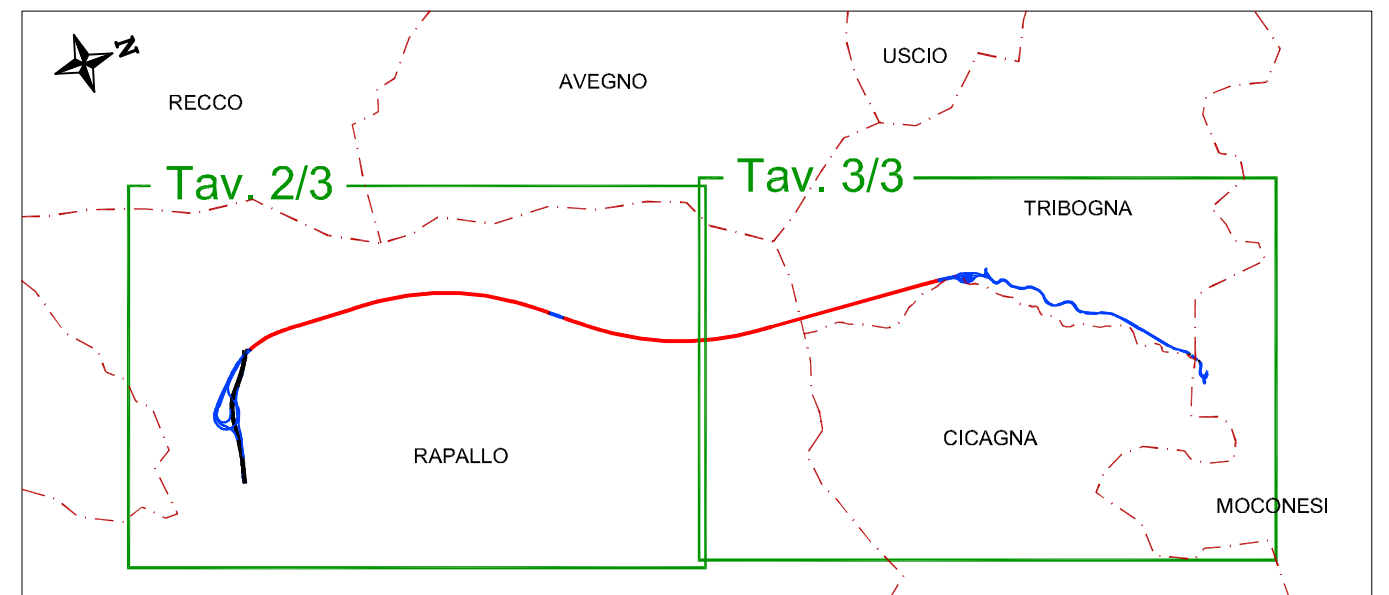 N
USCIO
AVEGNO
RECCO
Tav. 2/3
Tav. 3/3
TRIBOGNA
CICAGNA
RAPALLO
MOCONESI